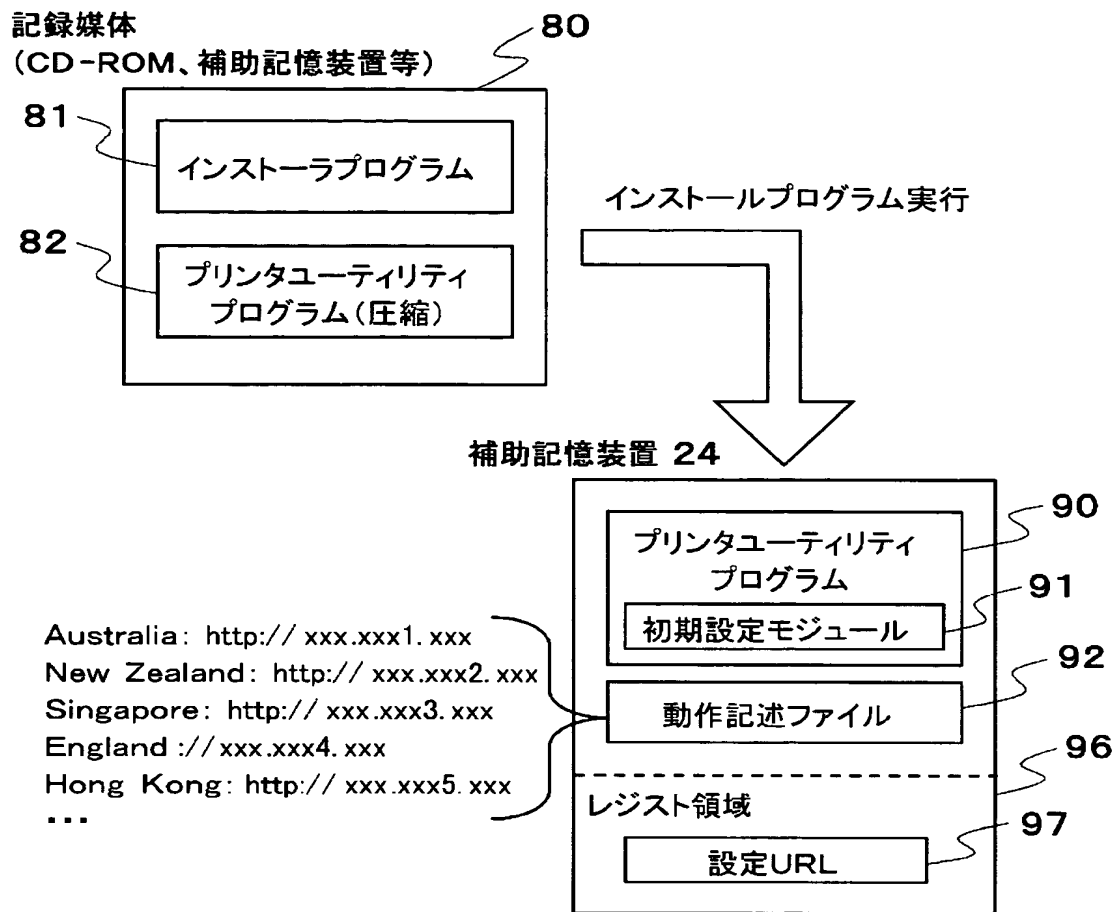 記録媒体
(CD-ROM、補助記憶装置等)
80
81
インストーラプログラム
82
プリンタユーティリティ
プログラム(圧縮)
インストールプログラム実行
補助記憶装置 24
90
プリンタユーティリティ
プログラム
91
初期設定モジュール
92
動作記述ファイル
Australia: http:// xxx.xxx1.xxx
New Zealand: http:// xxx.xxx2.xxx
Singapore: http:// xxx.xxx3.xxx
England ://xxx.xxx4.xxx
Hong Kong: http:// xxx.xxx5.xxx
・・・
96
レジスト領域
97
設定URL